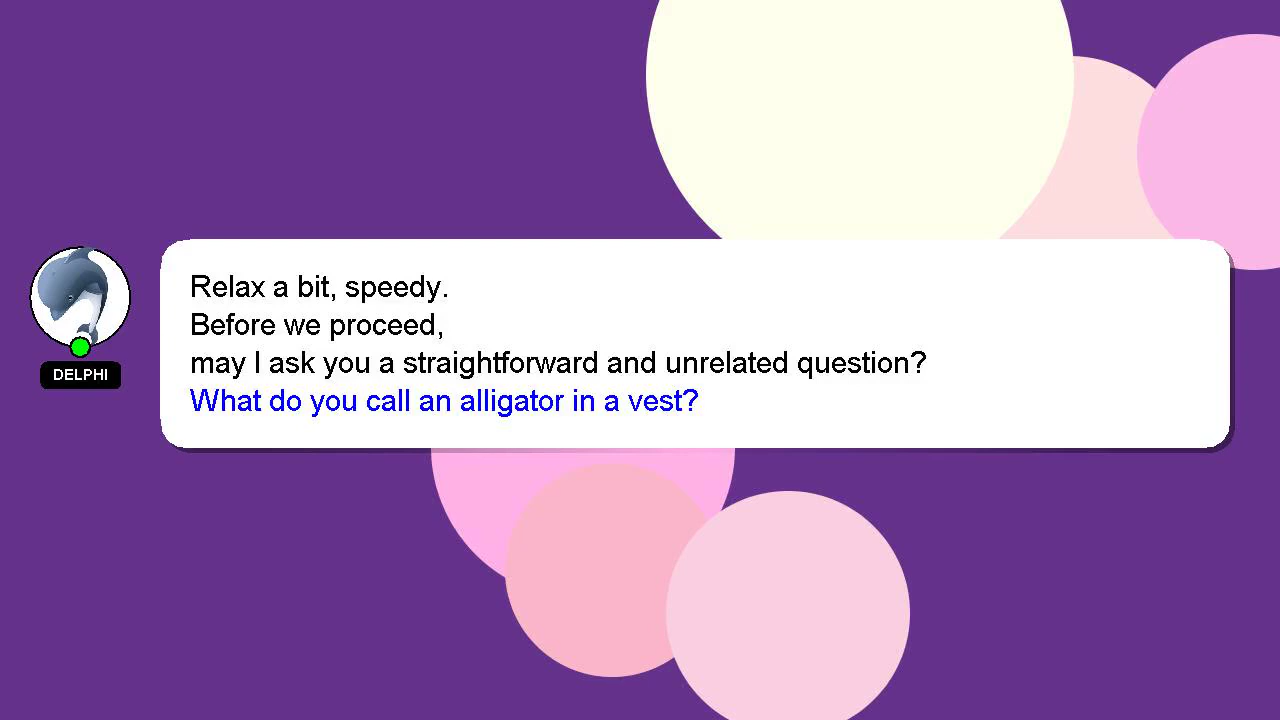 Relax a bit, speedy.
Before we proceed,
may I ask you a straightforward and unrelated question?
What do you call an alligator in a vest?
DELPHI